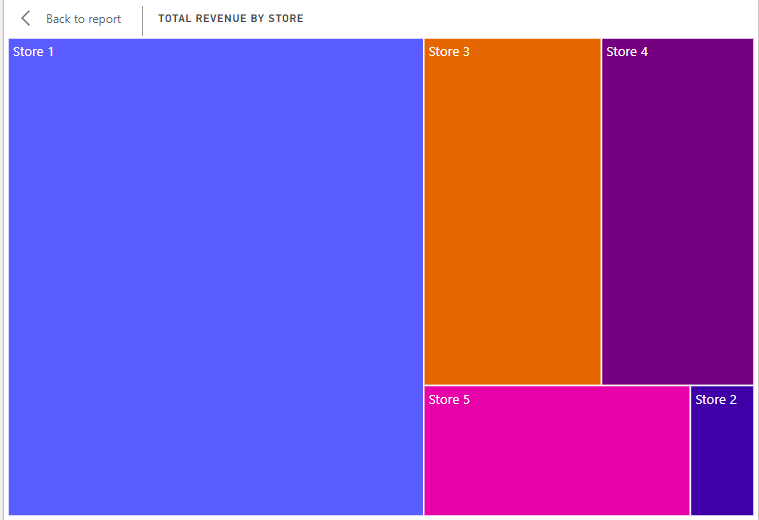 Back to report
TOTAL REVENUE BY STORE
Store 1
Store 3
Store 4
Store 5
Store 2